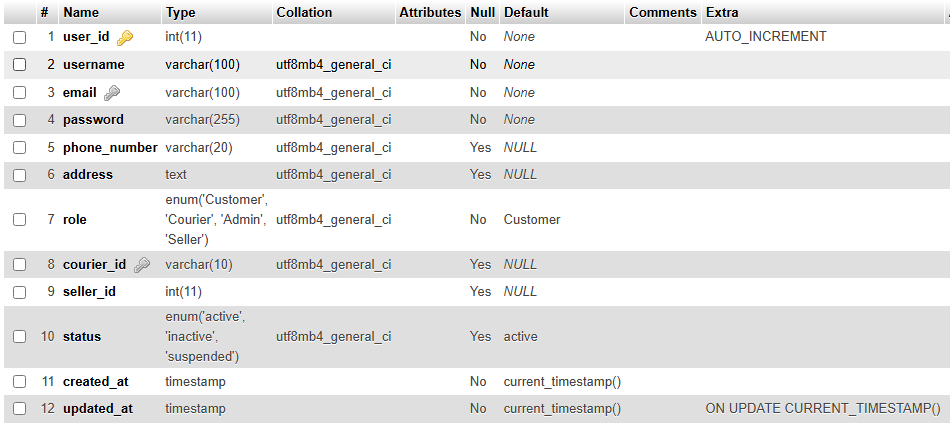 # Name Type Collation Attributes Null Default Comments Extra
1 user_id int(11) No None AUTO_INCREMENT
2 username varchar(100) utf8mb4_general_ci No None
3 email varchar(100) utf8mb4_general_ci No None
4 password varchar(255) utf8mb4_general_ci No None
5 phone_number varchar(20) utf8mb4_general_ci Yes NULL
6 address text utf8mb4_general_ci Yes NULL
enum('Customer',
7 role 'Courier', 'Admin', utf8mb4_general_ci No Customer
'Seller')
8 courier_id varchar(10) utf8mb4_general_ci Yes NULL
9 seller_id int(11) Yes NULL
enum('active',
10 status 'inactive', utf8mb4_general_ci Yes active
'suspended')
11 created_at timestamp No current_timestamp()
12 updated_at timestamp No current_timestamp() ON UPDATE CURRENT_TIMESTAMP()